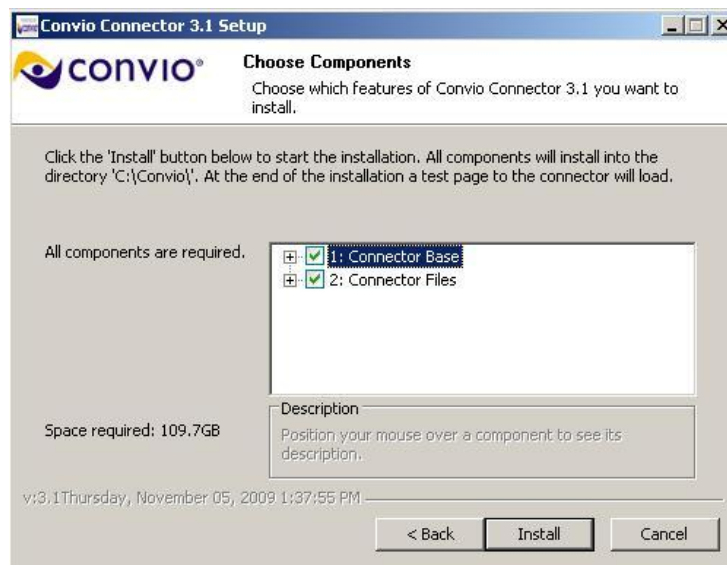 Convio Connector 3.1 Setup
CONVIO®
Choose Components
Choose which features of Convio Connector 3.1 you want to
install.
Click the 'Install' button below to start the installation. All components will install into the
directory 'C:\Convio\'. At the end of the installation a test page to the connector will load.
All components are required.
1: Connector Base
2: Connector Files
Space required: 109.7GB
Description
Position your mouse over a component to see its
description.
v:3.1Thursday, November 05, 2009 1:37:55 PM
< Back
Install
Cancel